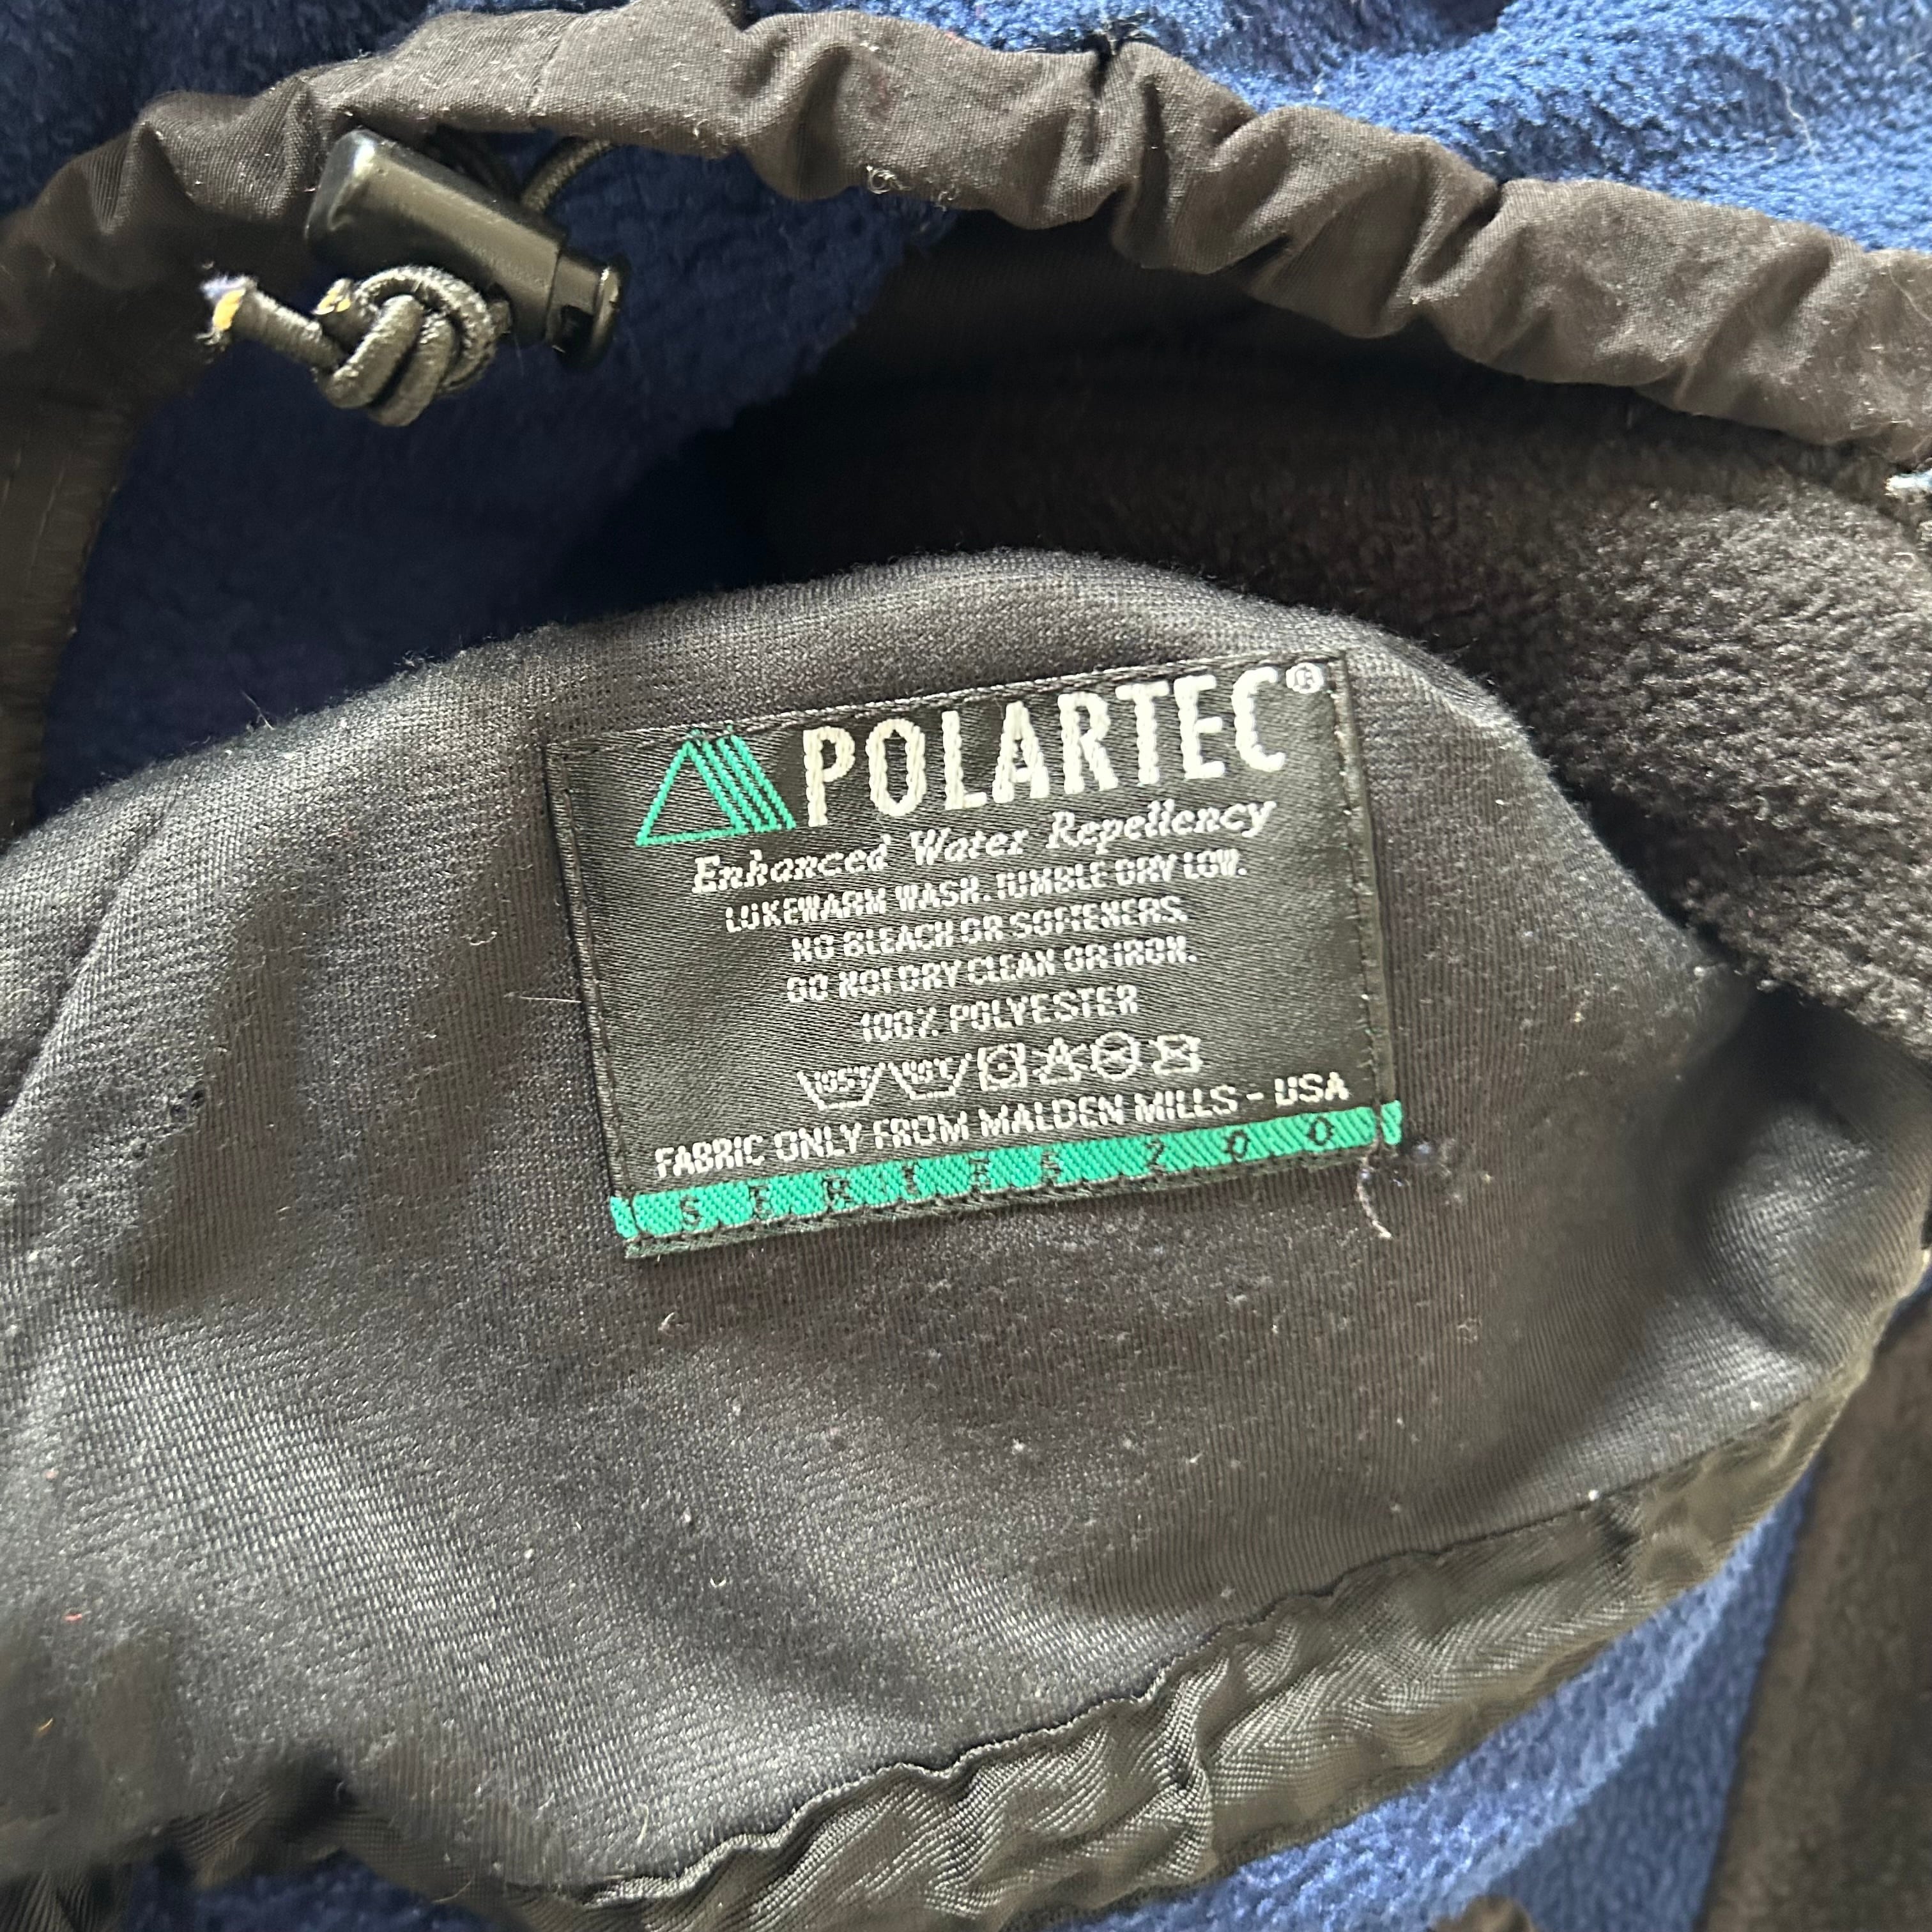 POLARTEC®
Enhanced Water Repellency
LUKEWARM WASH. TUMBLE DRY LOW.
NO BLEACH OR SOFTENERS.
DO NOT DRY CLEAN OR IRON.
100% POLYESTER
FABRIC ONLY FROM MALDEN MILLS - USA
SERIES 200